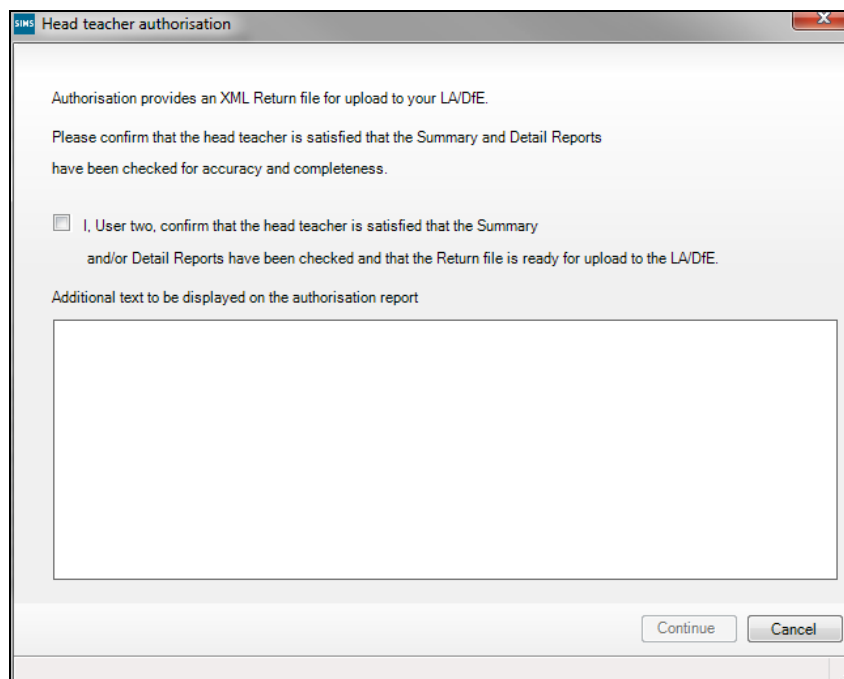 SIMS Head teacher authorisation
Authorisation provides an XML Return file for upload to your LA/DfE.
Please confirm that the head teacher is satisfied that the Summary and Detail Reports
have been checked for accuracy and completeness.
I, User two, confirm that the head teacher is satisfied that the Summary
and/or Detail Reports have been checked and that the Return file is ready for upload to the LA/DfE.
Additional text to be displayed on the authorisation report
Continue Cancel